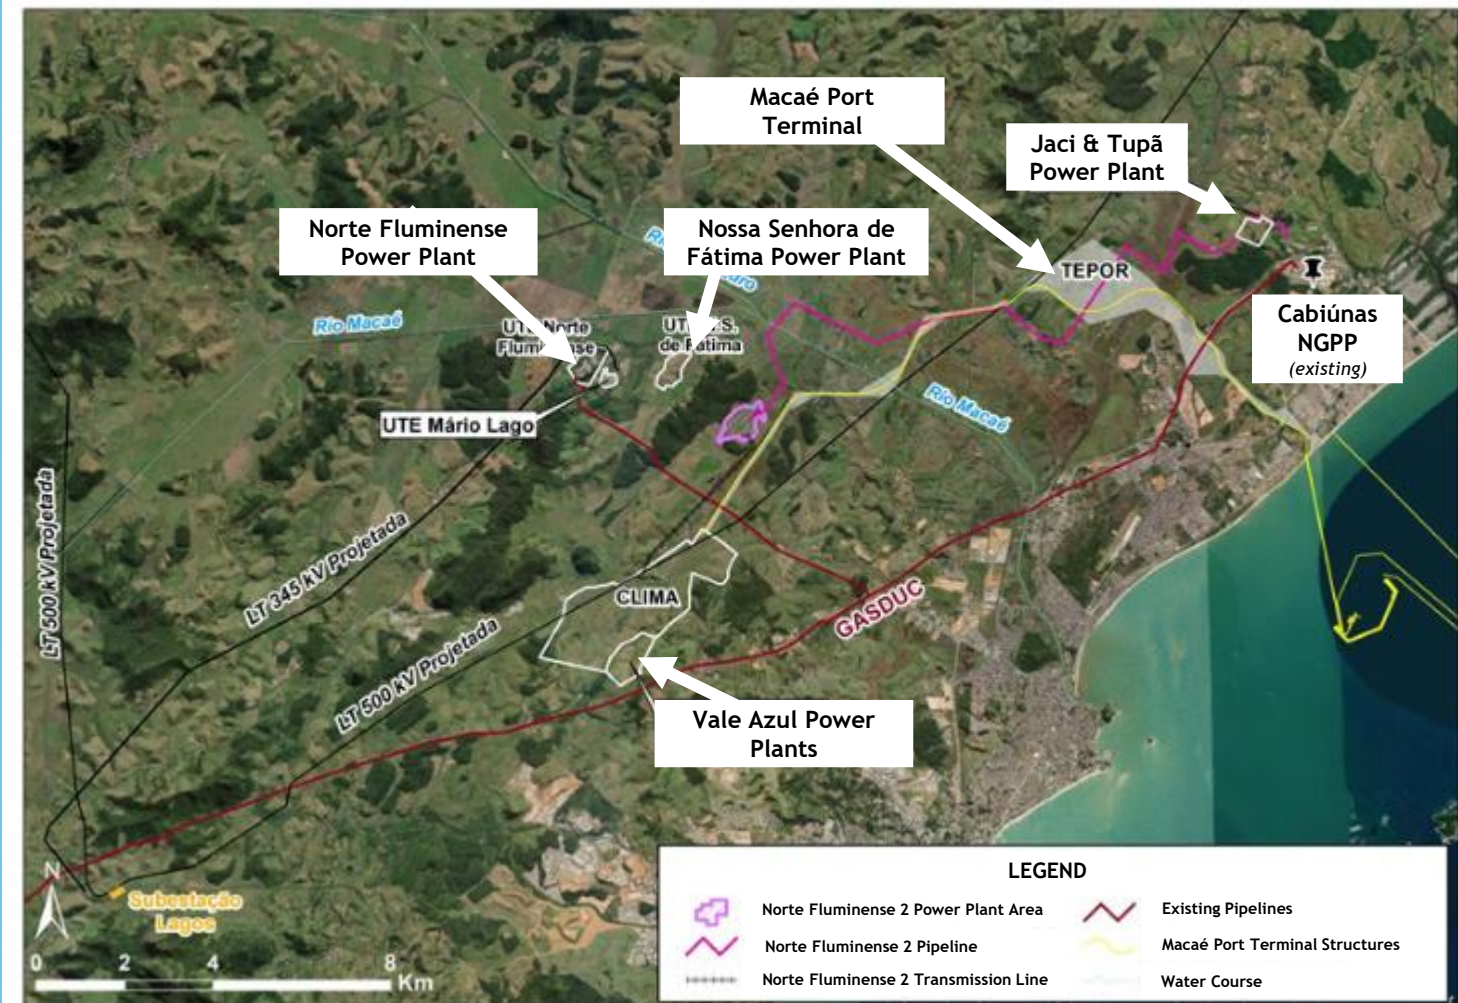 Macaé Port
Terminal
Jaci & Tupã
Power Plant
Norte Fluminense
Power Plant
Nossa Senhora de
Fátima Power Plant
TEPOR
Cabiúnas
NGPP
(existing)
Rio Macaé
UTE Norte
UTE Mário Lago
Rio Macaé
LT 500 kV Projetada
LT 345 kV Projetada
CLIMA
GASDUC
LT 500 kV Projetada
Vale Azul Power
Plants
N
Subestação
Lagos
0 2 4 8
Km
LEGEND
Norte Fluminense 2 Power Plant Area
Existing Pipelines
Norte Fluminense 2 Pipeline
Macaé Port Terminal Structures
Norte Fluminense 2 Transmission Line
Water Course